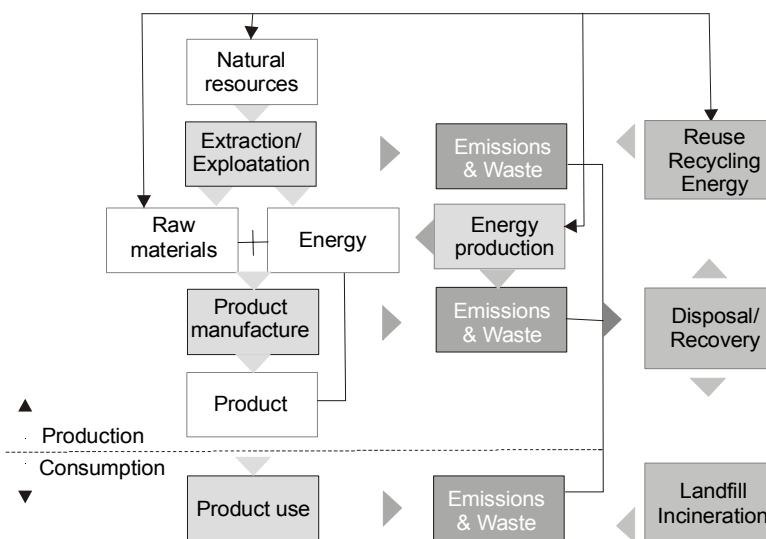 Natural
resources
Extraction/
Exploatation
Emissions
& Waste
Reuse
Recycling
Energy
Raw
materials
Energy
Energy
production
Product
manufacture
Emissions
& Waste
Disposal/
Recovery
Product
Production
Consumption
Product use
Emissions
& Waste
Landfill
Incineration